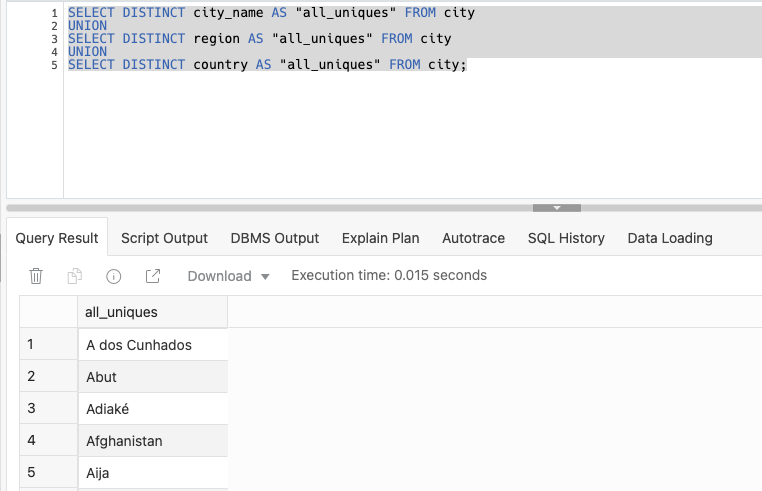 1 SELECT DISTINCT city_name AS "all_uniques" FROM city
2 UNION
3 SELECT DISTINCT region AS "all_uniques" FROM city
4 UNION
5 SELECT DISTINCT country AS "all_uniques" FROM city;
Query Result Script Output DBMS Output Explain Plan Autotrace SQL History Data Loading
Download Execution time: 0.015 seconds
all_uniques
1 A dos Cunhados
2 Abut
3 Adiaké
4 Afghanistan
5 Aija